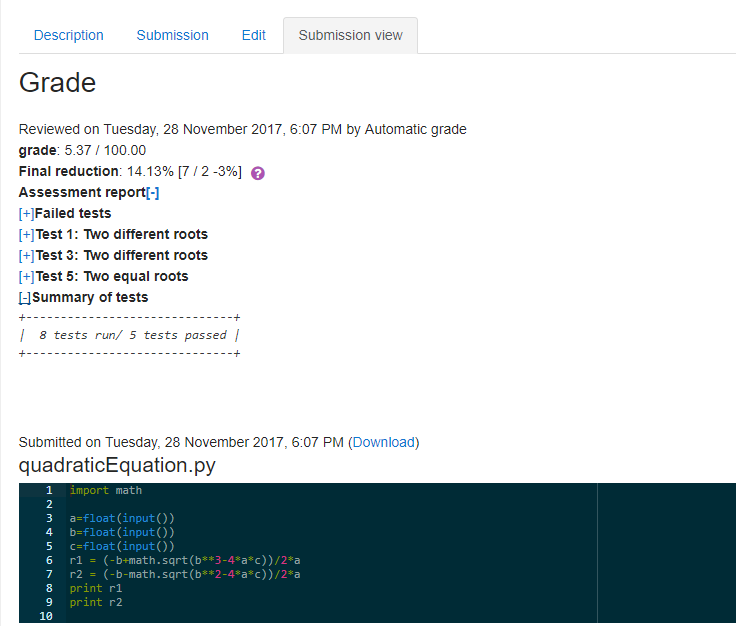 Description Submission Edit Submission view
Grade
Reviewed on Tuesday, 28 November 2017, 6:07 PM by Automatic grade
grade: 5.37 / 100.00
Final reduction: 14.13% [7 / 2 -3%] ?
Assessment report[-]
[+]Failed tests
[+]Test 1: Two different roots
[+]Test 3: Two different roots
[+]Test 5: Two equal roots
[-]Summary of tests
+------------------------------+
|  8 tests run/ 5 tests passed |
+------------------------------+
Submitted on Tuesday, 28 November 2017, 6:07 PM (Download)
quadraticEquation.py
1 import math
2
3 a=float(input())
4 b=float(input())
5 c=float(input())
6 r1 = (-b+math.sqrt(b**3-4*a*c))/2*a
7 r2 = (-b-math.sqrt(b**2-4*a*c))/2*a
8 print r1
9 print r2
10